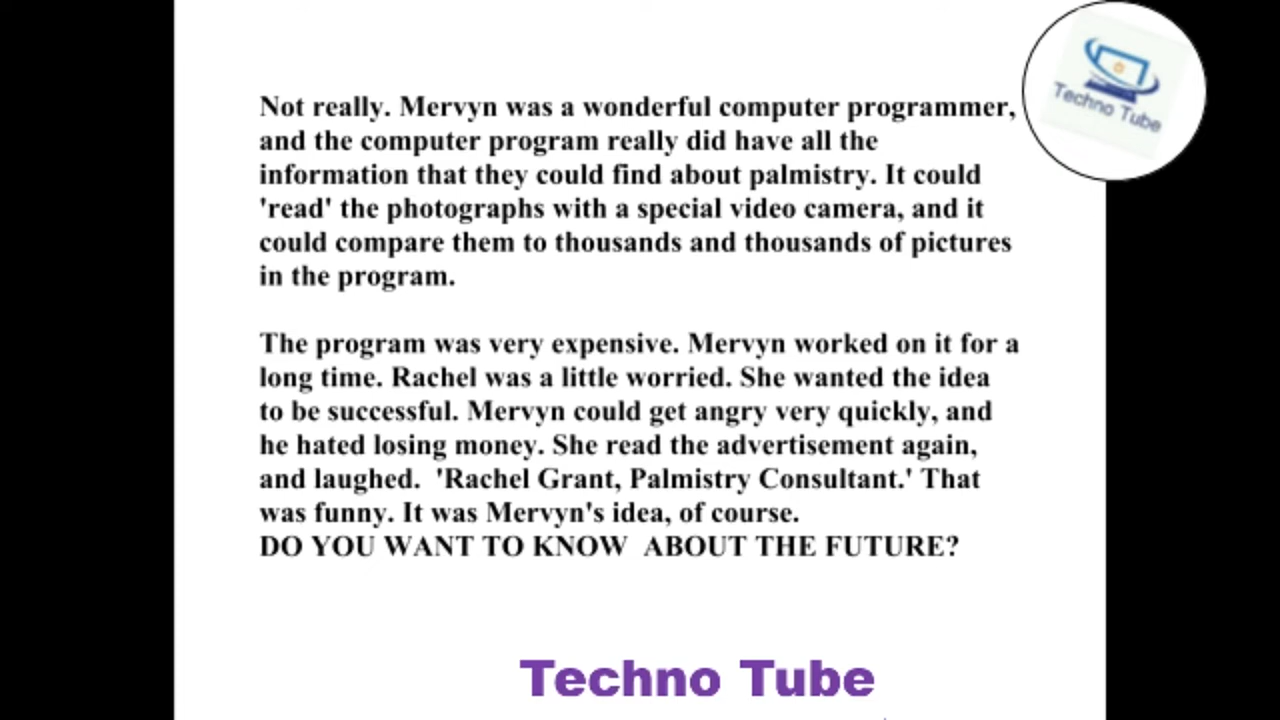 Techno Tube
Not really. Mervyn was a wonderful computer programmer,
and the computer program really did have all the
information that they could find about palmistry. It could
'read' the photographs with a special video camera, and it
could compare them to thousands and thousands of pictures
in the program.
The program was very expensive. Mervyn worked on it for a
long time. Rachel was a little worried. She wanted the idea
to be successful. Mervyn could get angry very quickly, and
he hated losing money. She read the advertisement again,
and laughed.  'Rachel Grant, Palmistry Consultant.' That
was funny. It was Mervyn's idea, of course.
DO YOU WANT TO KNOW  ABOUT THE FUTURE?
Techno Tube